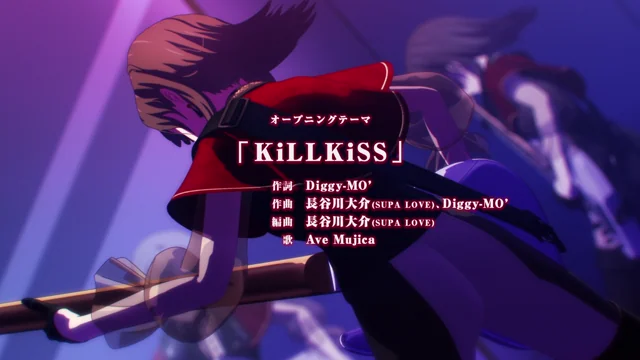 オープニングテーマ
「KiLLKiSS」
作詞 Diggy-MO'
作曲 長谷川大介(SUPA LOVE)、Diggy-MO'
編曲 長谷川大介(SUPA LOVE)
歌 Ave Mujica